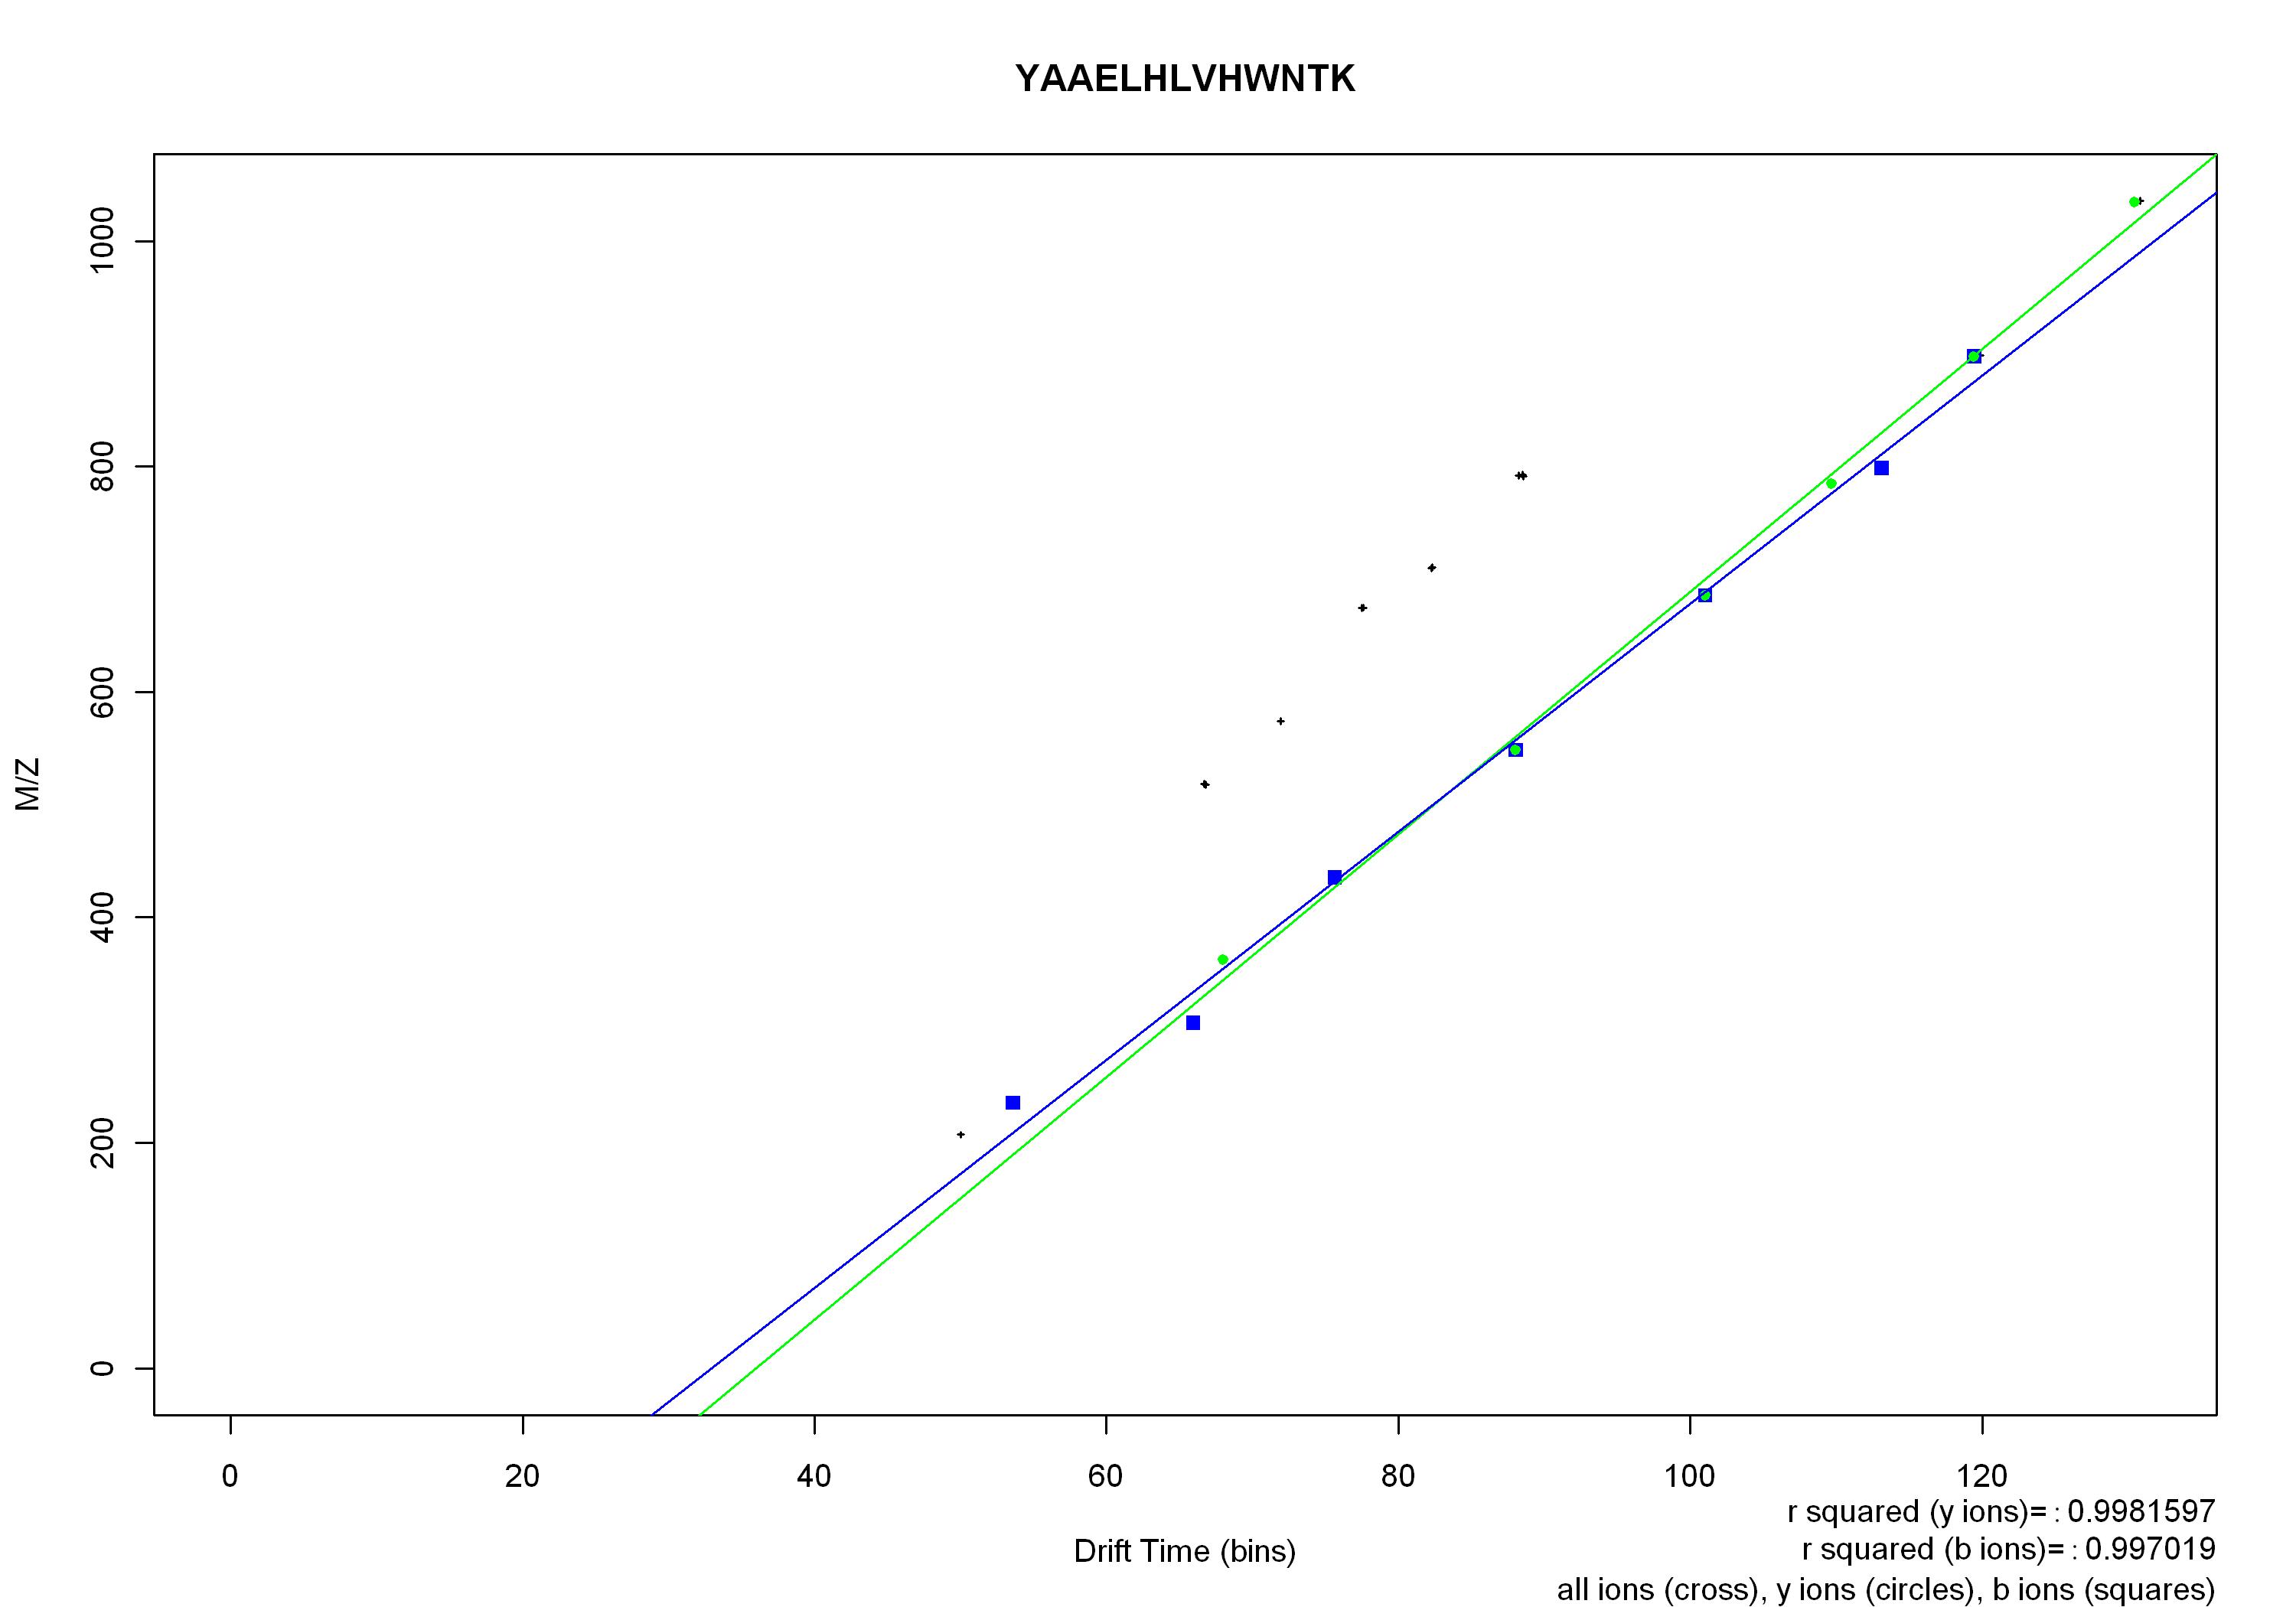 YAAELHLVHWNTK
1000
800
600
400
200
0
M/Z
0 20 40 60 80 100 120
Drift Time (bins)
r squared (y ions)= : 0.9981597
r squared (b ions)= : 0.997019
all ions (cross), y ions (circles), b ions (squares)